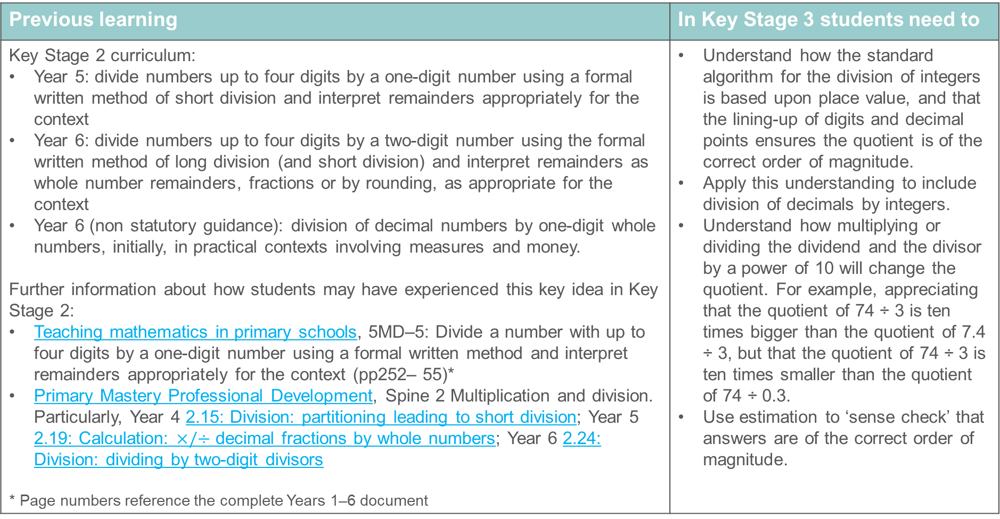 Previous learning
Key Stage 2 curriculum:
• Year 5: divide numbers up to four digits by a one-digit number using a formal
written method of short division and interpret remainders appropriately for the
context
• Year 6: divide numbers up to four digits by a two-digit number using the formal
written method of long division (and short division) and interpret remainders as
whole number remainders, fractions or by rounding, as appropriate for the
context
• Year 6 (non statutory guidance): division of decimal numbers by one-digit whole
numbers, initially, in practical contexts involving measures and money.
Further information about how students may have experienced this key idea in Key
Stage 2:
• Teaching mathematics in primary schools, 5MD–5: Divide a number with up to
four digits by a one-digit number using a formal written method and interpret
remainders appropriately for the context (pp252– 55)*
• Primary Mastery Professional Development, Spine 2 Multiplication and division.
Particularly, Year 4 2.15: Division: partitioning leading to short division; Year 5
2.19: Calculation: ×/÷ decimal fractions by whole numbers; Year 6 2.24:
Division: dividing by two-digit divisors
* Page numbers reference the complete Years 1–6 document
In Key Stage 3 students need to
• Understand how the standard
algorithm for the division of integers
is based upon place value, and that
the lining-up of digits and decimal
points ensures the quotient is of the
correct order of magnitude.
• Apply this understanding to include
division of decimals by integers.
• Understand how multiplying or
dividing the dividend and the divisor
by a power of 10 will change the
quotient. For example, appreciating
that the quotient of 74 ÷ 3 is ten
times bigger than the quotient of 7.4
÷ 3, but that the quotient of 74 ÷ 3 is
ten times smaller than the quotient
of 74 ÷ 0.3.
• Use estimation to ‘sense check’ that
answers are of the correct order of
magnitude.